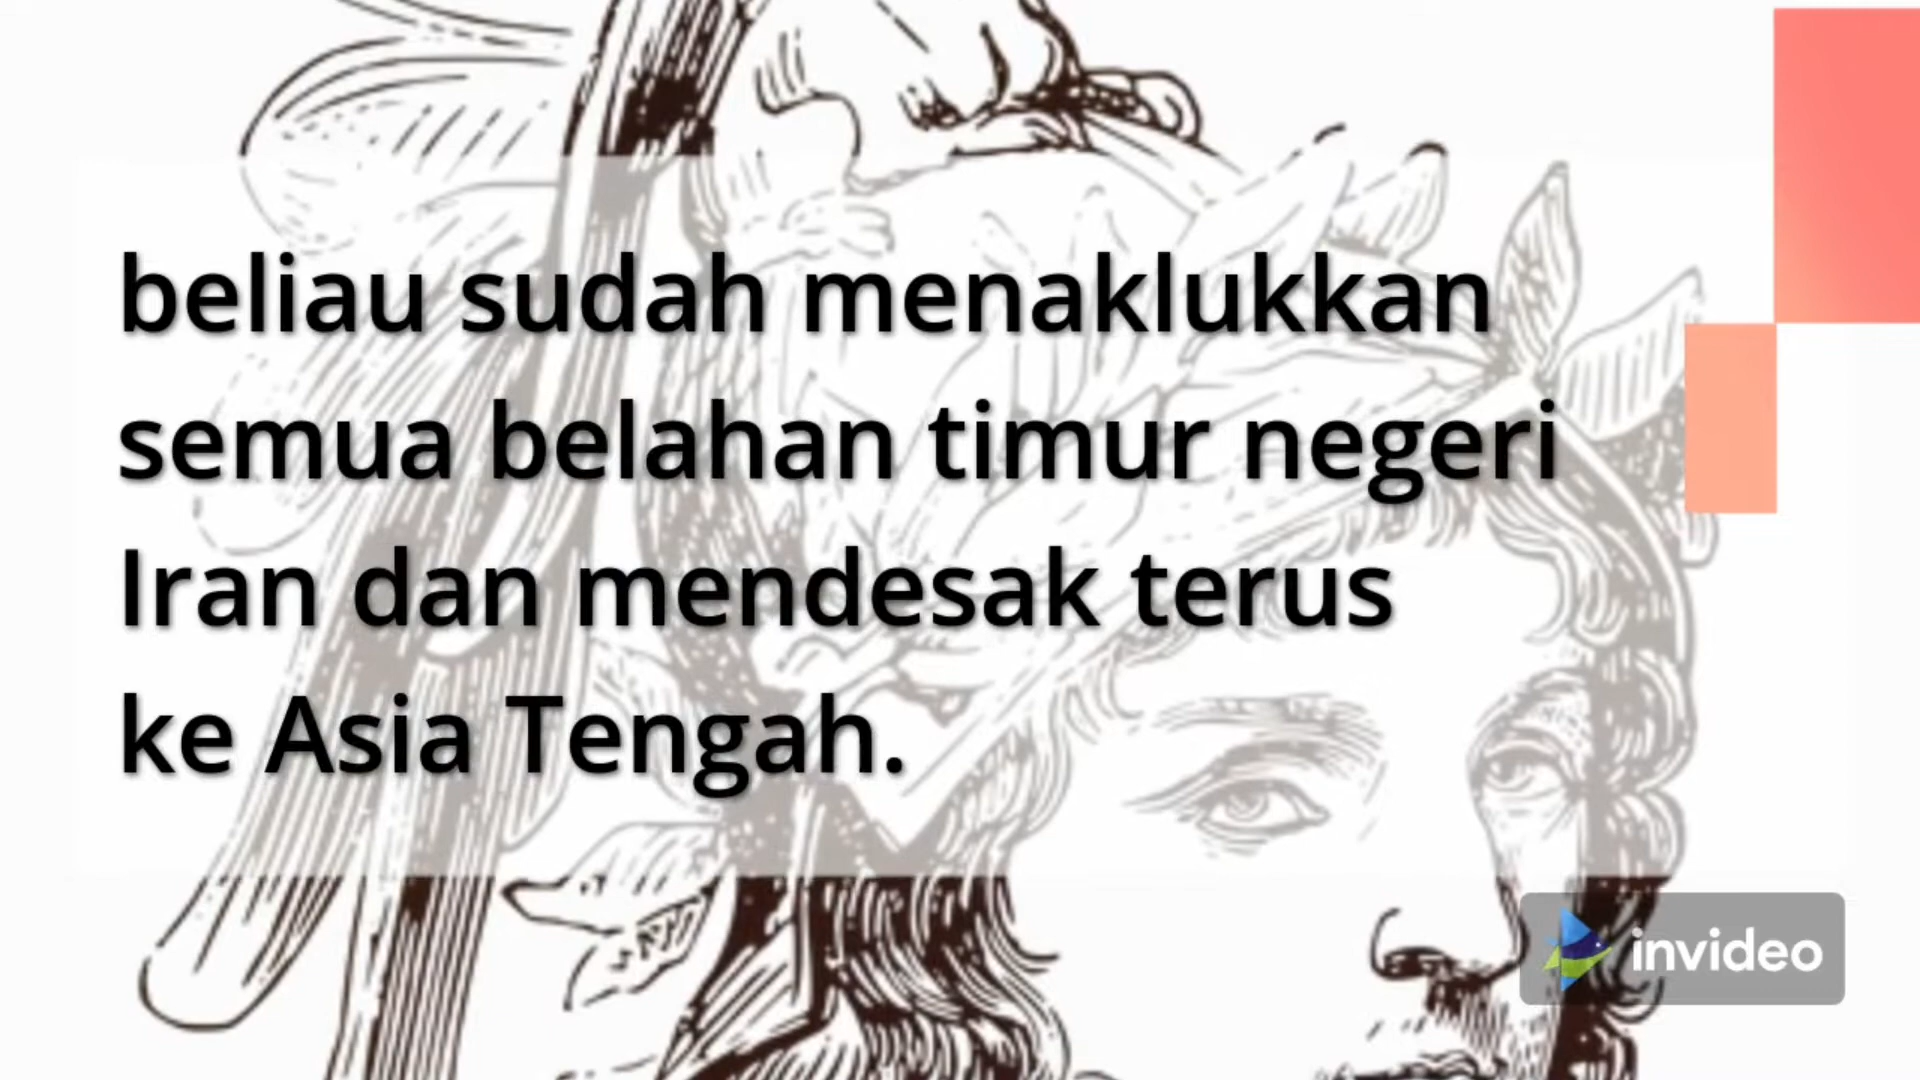 beliau sudah menaklukkan
semua belahan timur negeri
Iran dan mendesak terus
ke Asia Tengah.
invideo